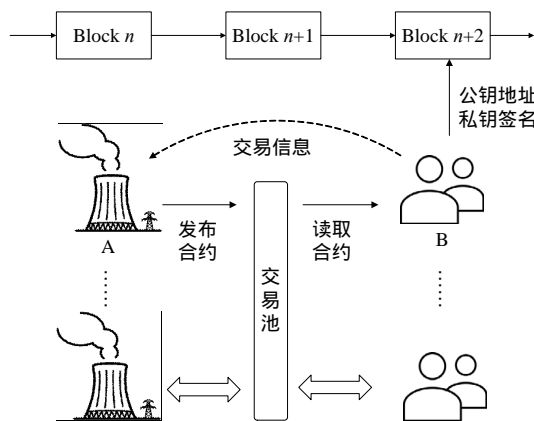 Block n
Block n+1
Block n+2
公钥地址
私钥签名
交易信息
发布
合约
读取
合约
A
B
交
易
池